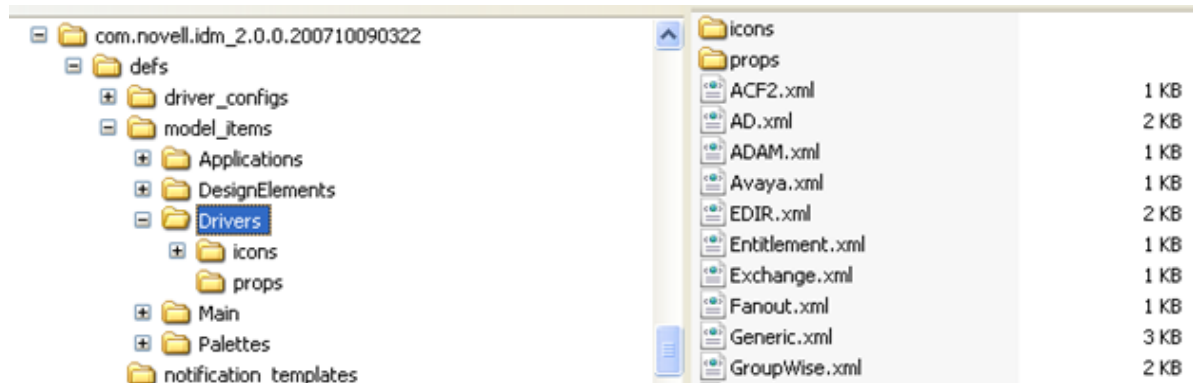 com.novell.idm_2.0.0.200710090322
defs
driver_configs
model_items
Applications
DesignElements
Drivers
icons
props
Main
Palettes
notification_templates
icons
props
ACF2.xml 1 KB
AD.xml 2 KB
ADAM.xml 1 KB
Avaya.xml 1 KB
EDIR.xml 2 KB
Entitlement.xml 1 KB
Exchange.xml 1 KB
Fanout.xml 1 KB
Generic.xml 3 KB
GroupWise.xml 2 KB